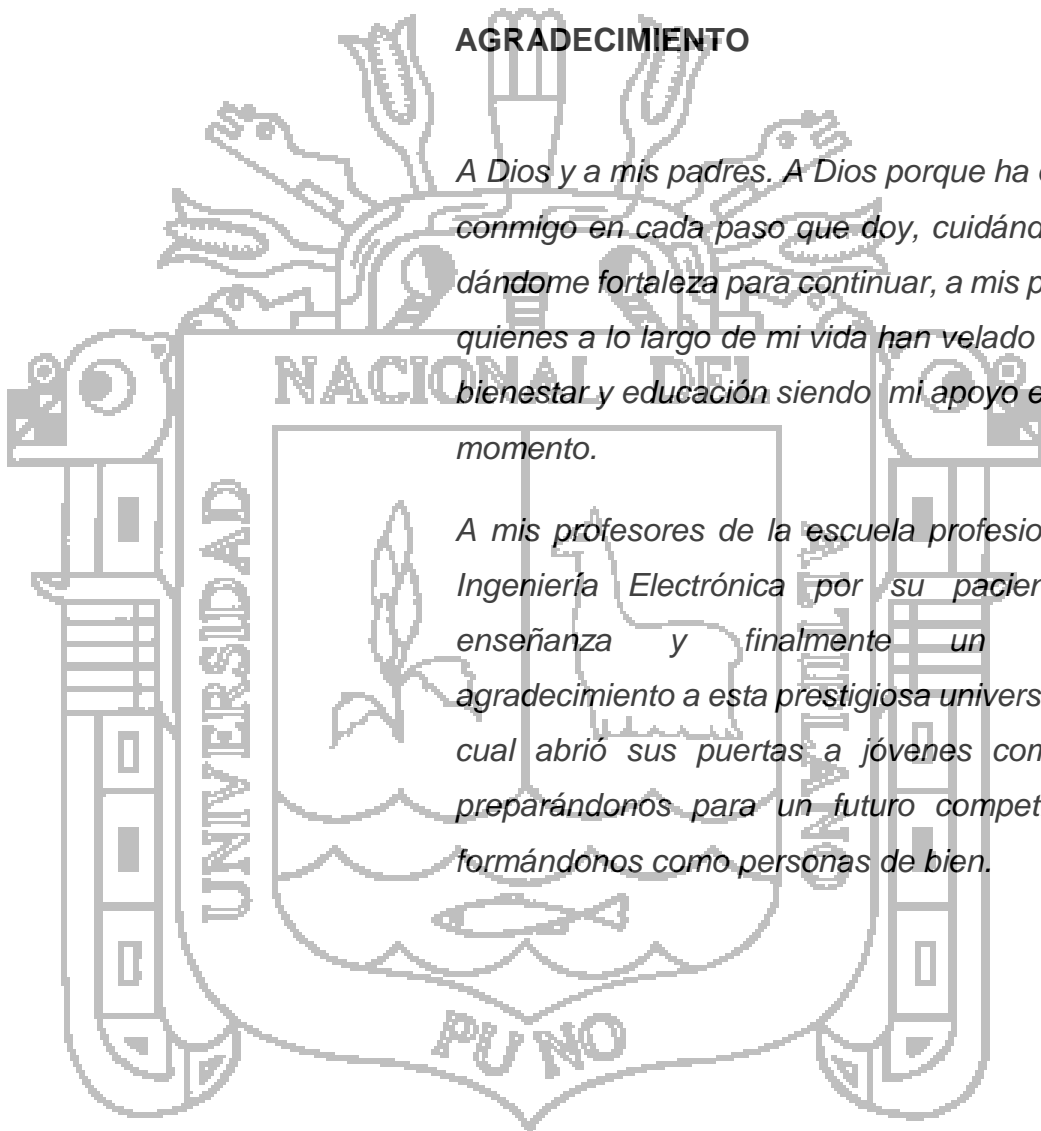 AGRADECIMIENTO
A Dios y a mis padres. A Dios porque ha
conmigo en cada paso que doy, cuidánd
dándome fortaleza para continuar, a mis p
quienes a lo largo de mi vida han velado
bienestar y educación siendo mi apoyo e
momento.
A mis profesores de la escuela profesio
Ingeniería Electrónica por su pacien
enseñanza y finalmente un
agradecimiento a esta prestigiosa univers
cual abrió sus puertas a jóvenes com
preparándonos para un futuro compet
formándonos como personas de bien.
UNIVERSIDAD
NACIONAL DEL
ALTIPLANO
PUNO